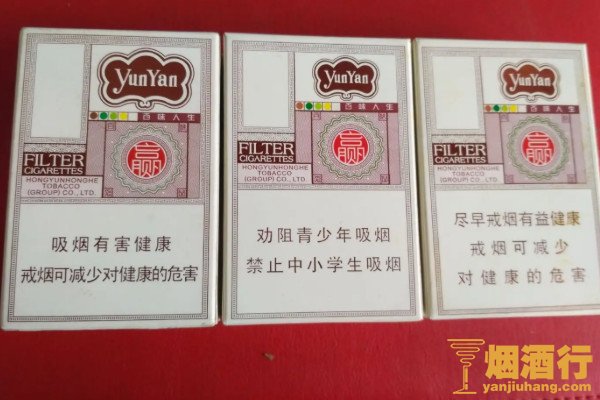 YunYan
百味人生
赢
FILTER
CIGARETTES
HONGYUNHONGHE
TOBACCO
(GROUP) CO., LTD.
吸烟有害健康
戒烟可减少对健康的危害
YunYan
百味人生
赢
FILTER
CIGARETTES
HONGYUNHONGHE
TOBACCO
(GROUP) CO., LTD.
劝阻青少年吸烟
禁止中小学生吸烟
YunYan
百味人生
赢
FILTER
CIGARETTES
HONGYUNHONGHE
TOBACCO
(GROUP) CO., LTD.
尽早戒烟有益健康
戒烟可减少
对健康的危害
烟酒行
yanjiuhang.com